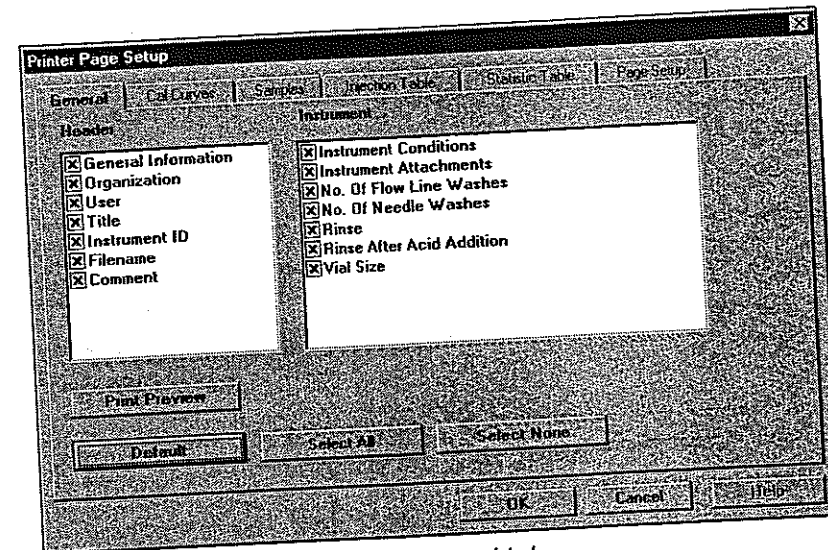 Printer Page Setup
General Cal Curves Samples Injection Table Statistic Table Page Setup
Header
General Information
Organization
User
Title
Instrument ID
Filename
Comment
Instrument
Instrument Conditions
Instrument Attachments
No. Of Flow Line Washes
No. Of Needle Washes
Rinse
Rinse After Acid Addition
Vial Size
Print Preview
Default Select All Select None
OK Cancel Help